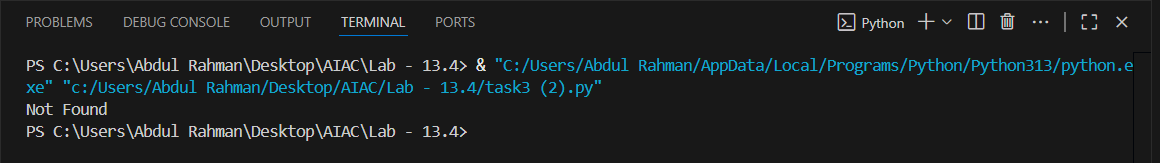 PROBLEMS DEBUG CONSOLE OUTPUT TERMINAL PORTS Python
PS C:\Users\Abdul Rahman\Desktop\AIAC\Lab - 13.4> & "C:/Users/Abdul Rahman/AppData/Local/Programs/Python/Python313/python.e
xe" "c:/Users/Abdul Rahman/Desktop/AIAC/Lab - 13.4/task3 (2).py"
Not Found
PS C:\Users\Abdul Rahman\Desktop\AIAC\Lab - 13.4>